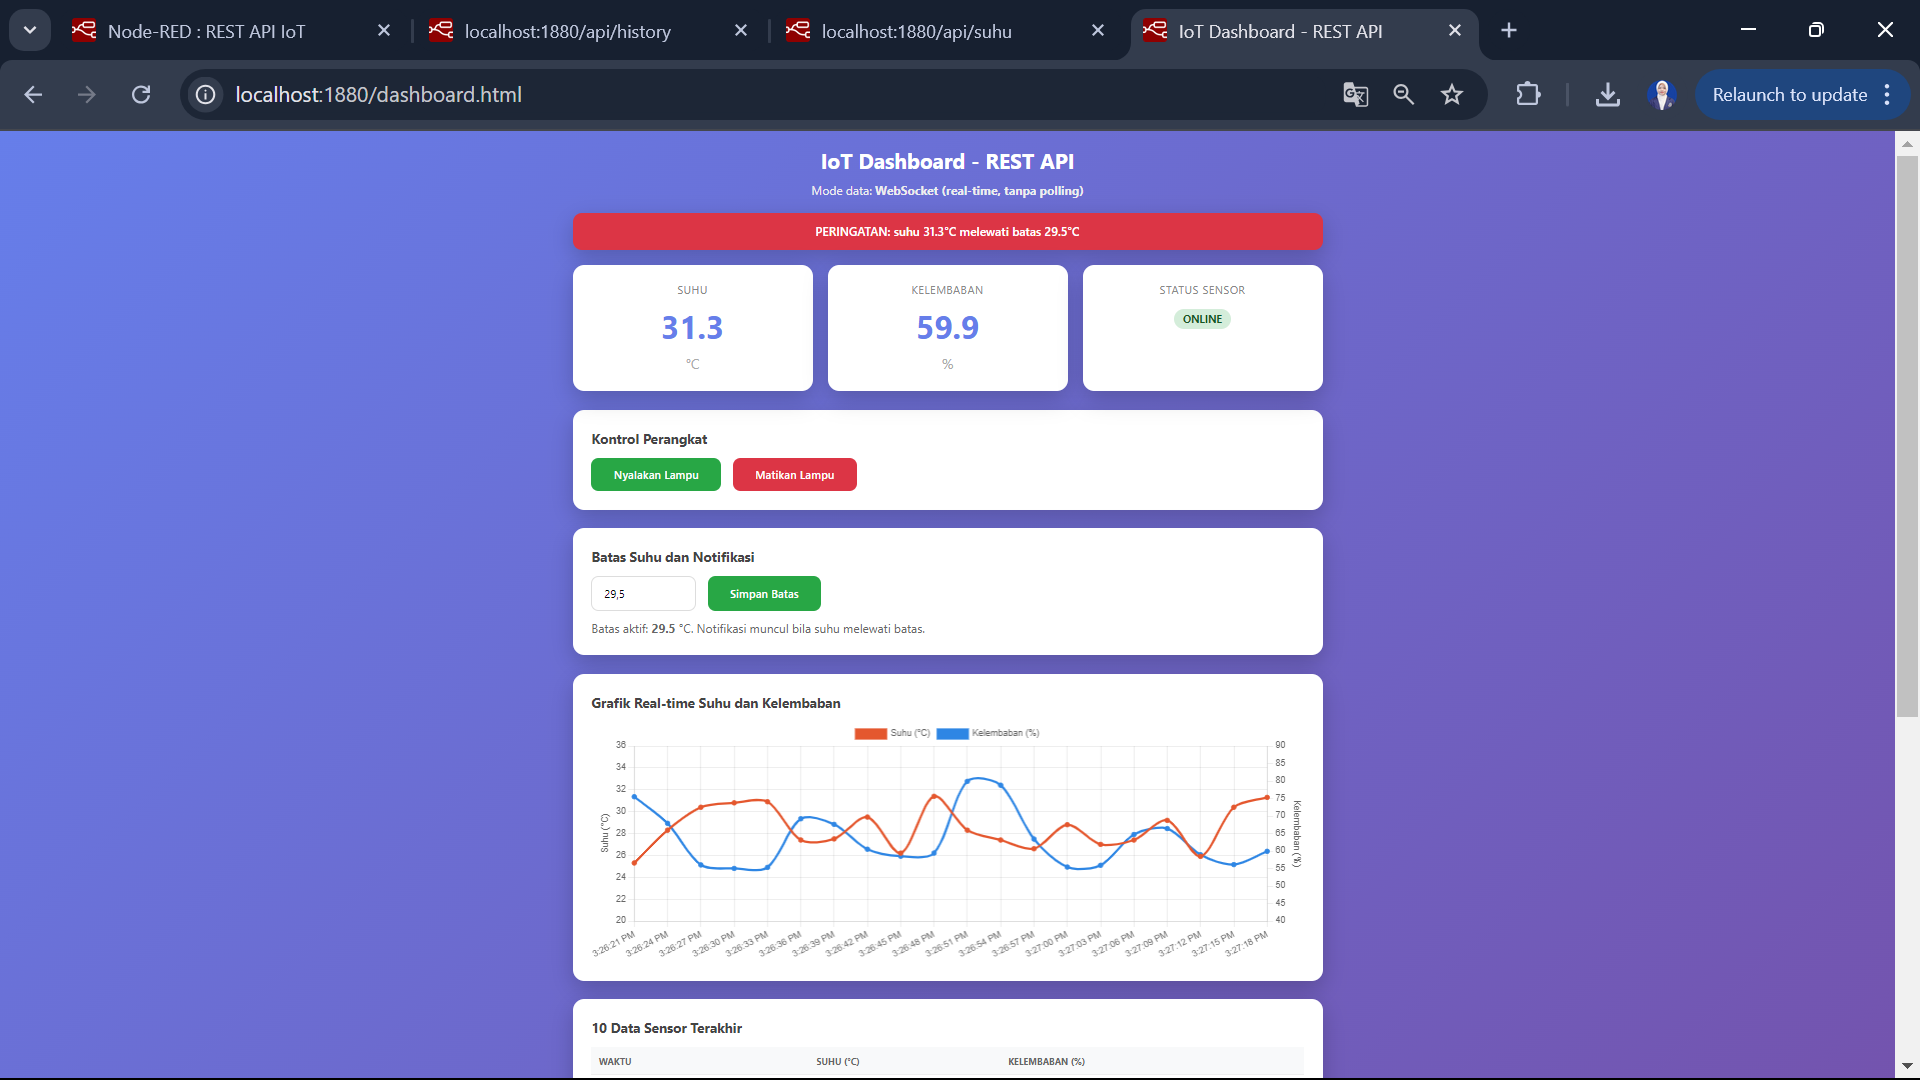 Node-RED : REST API IoT
localhost:1880/api/history
localhost:1880/api/suhu
IoT Dashboard - REST API
localhost:1880/dashboard.html
Relaunch to update
IoT Dashboard - REST API
Mode data: WebSocket (real-time, tanpa polling)
PERINGATAN: suhu 31.3°C melewati batas 29.5°C
SUHU
31.3
°C
KELEMBABAN
59.9
%
STATUS SENSOR
ONLINE
Kontrol Perangkat
Nyalakan Lampu
Matikan Lampu
Batas Suhu dan Notifikasi
29,5
Simpan Batas
Batas aktif: 29.5 °C. Notifikasi muncul bila suhu melewati batas.
Grafik Real-time Suhu dan Kelembaban
Suhu (°C) Kelembaban (%)
Suhu (°C)
36
34
32
30
28
26
24
22
20
90
85
80
75
70
65
60
55
50
45
40
Kelembaban (%)
3:26:21 PM 3:26:24 PM 3:26:27 PM 3:26:30 PM 3:26:33 PM 3:26:36 PM 3:26:39 PM 3:26:42 PM 3:26:45 PM 3:26:48 PM 3:26:51 PM 3:26:54 PM 3:26:57 PM 3:27:00 PM 3:27:03 PM 3:27:06 PM 3:27:09 PM 3:27:12 PM 3:27:15 PM 3:27:18 PM
10 Data Sensor Terakhir
WAKTU SUHU (°C) KELEMBABAN (%)